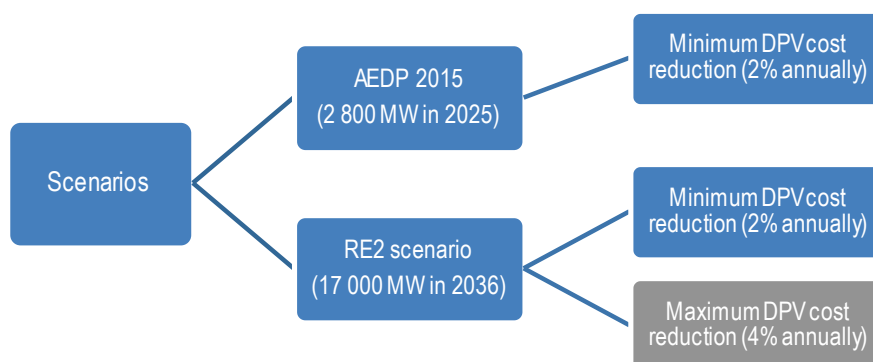 Scenarios
AEDP 2015
(2 800 MW in 2025)
RE2 scenario
(17 000 MW in 2036)
Minimum DPV cost
reduction (2% annually)
Minimum DPV cost
reduction (2% annually)
Maximum DPV cost
reduction (4% annually)